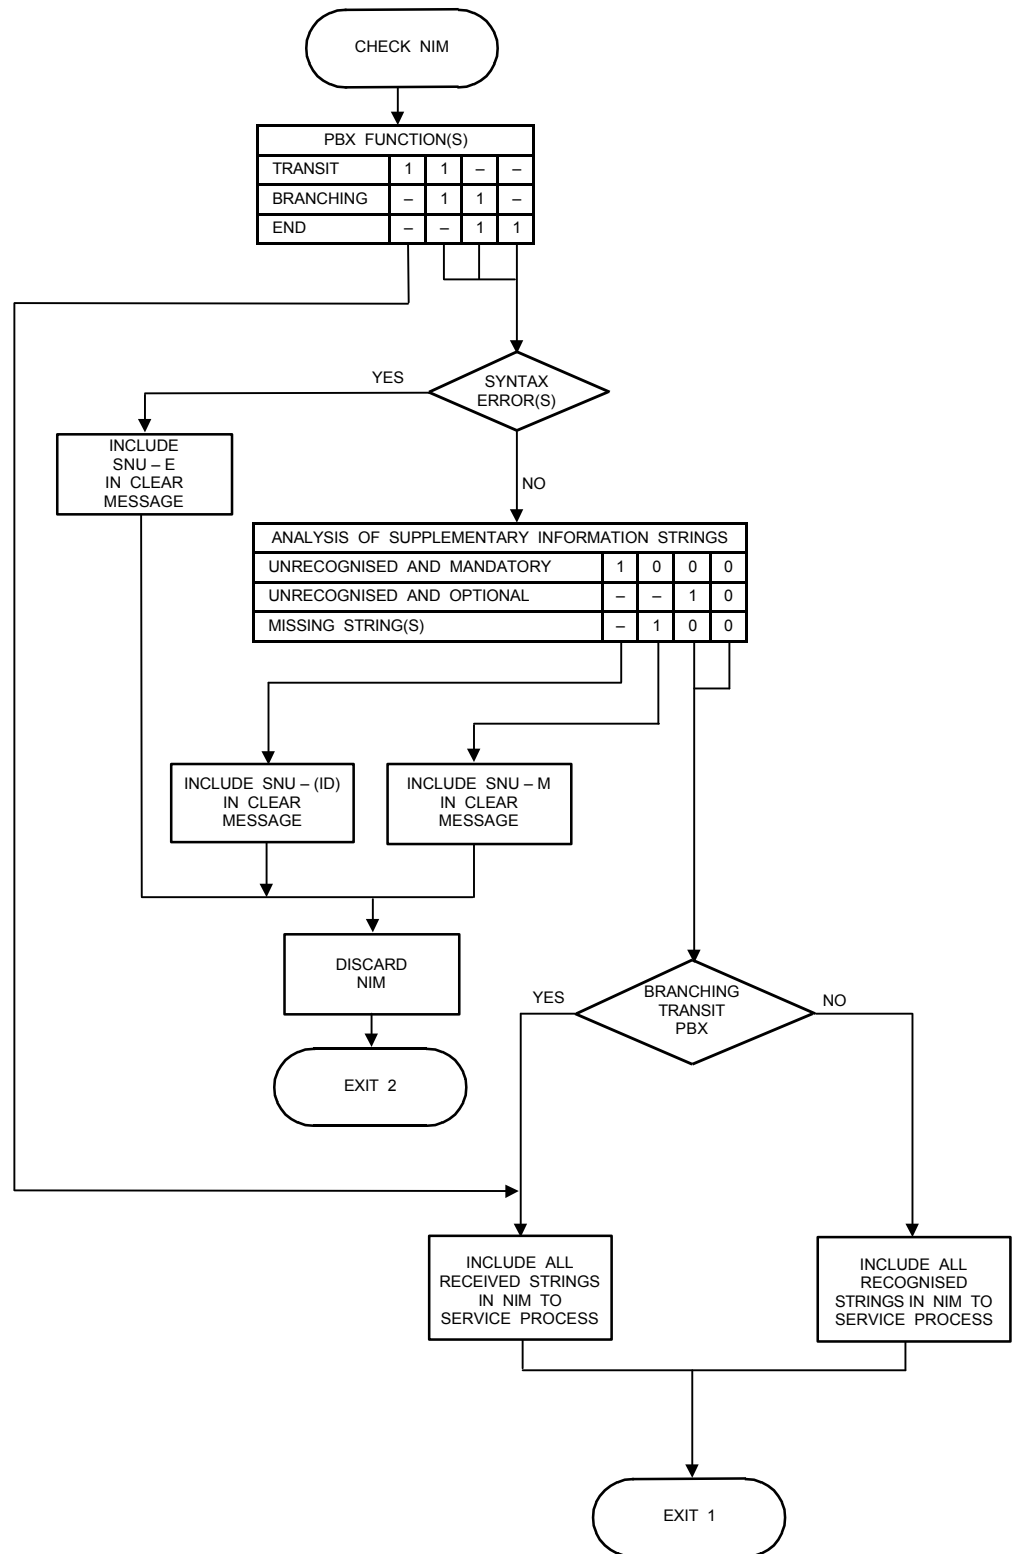 CHECK NIM
PBX FUNCTION(S)
TRANSIT 1 1 – –
BRANCHING – 1 1 –
END – – 1 1
YES
SYNTAX
ERROR(S)
INCLUDE
SNU – E
IN CLEAR
MESSAGE
NO
ANALYSIS OF SUPPLEMENTARY INFORMATION STRINGS
UNRECOGNISED AND MANDATORY 1 0 0 0
UNRECOGNISED AND OPTIONAL – – 1 0
MISSING STRING(S) – 1 0 0
INCLUDE SNU – (ID)
IN CLEAR
MESSAGE
INCLUDE SNU – M
IN CLEAR
MESSAGE
DISCARD
NIM
EXIT 2
YES
BRANCHING
TRANSIT
PBX
NO
INCLUDE ALL
RECEIVED STRINGS
IN NIM TO
SERVICE PROCESS
INCLUDE ALL
RECOGNISED
STRINGS IN NIM TO
SERVICE PROCESS
EXIT 1